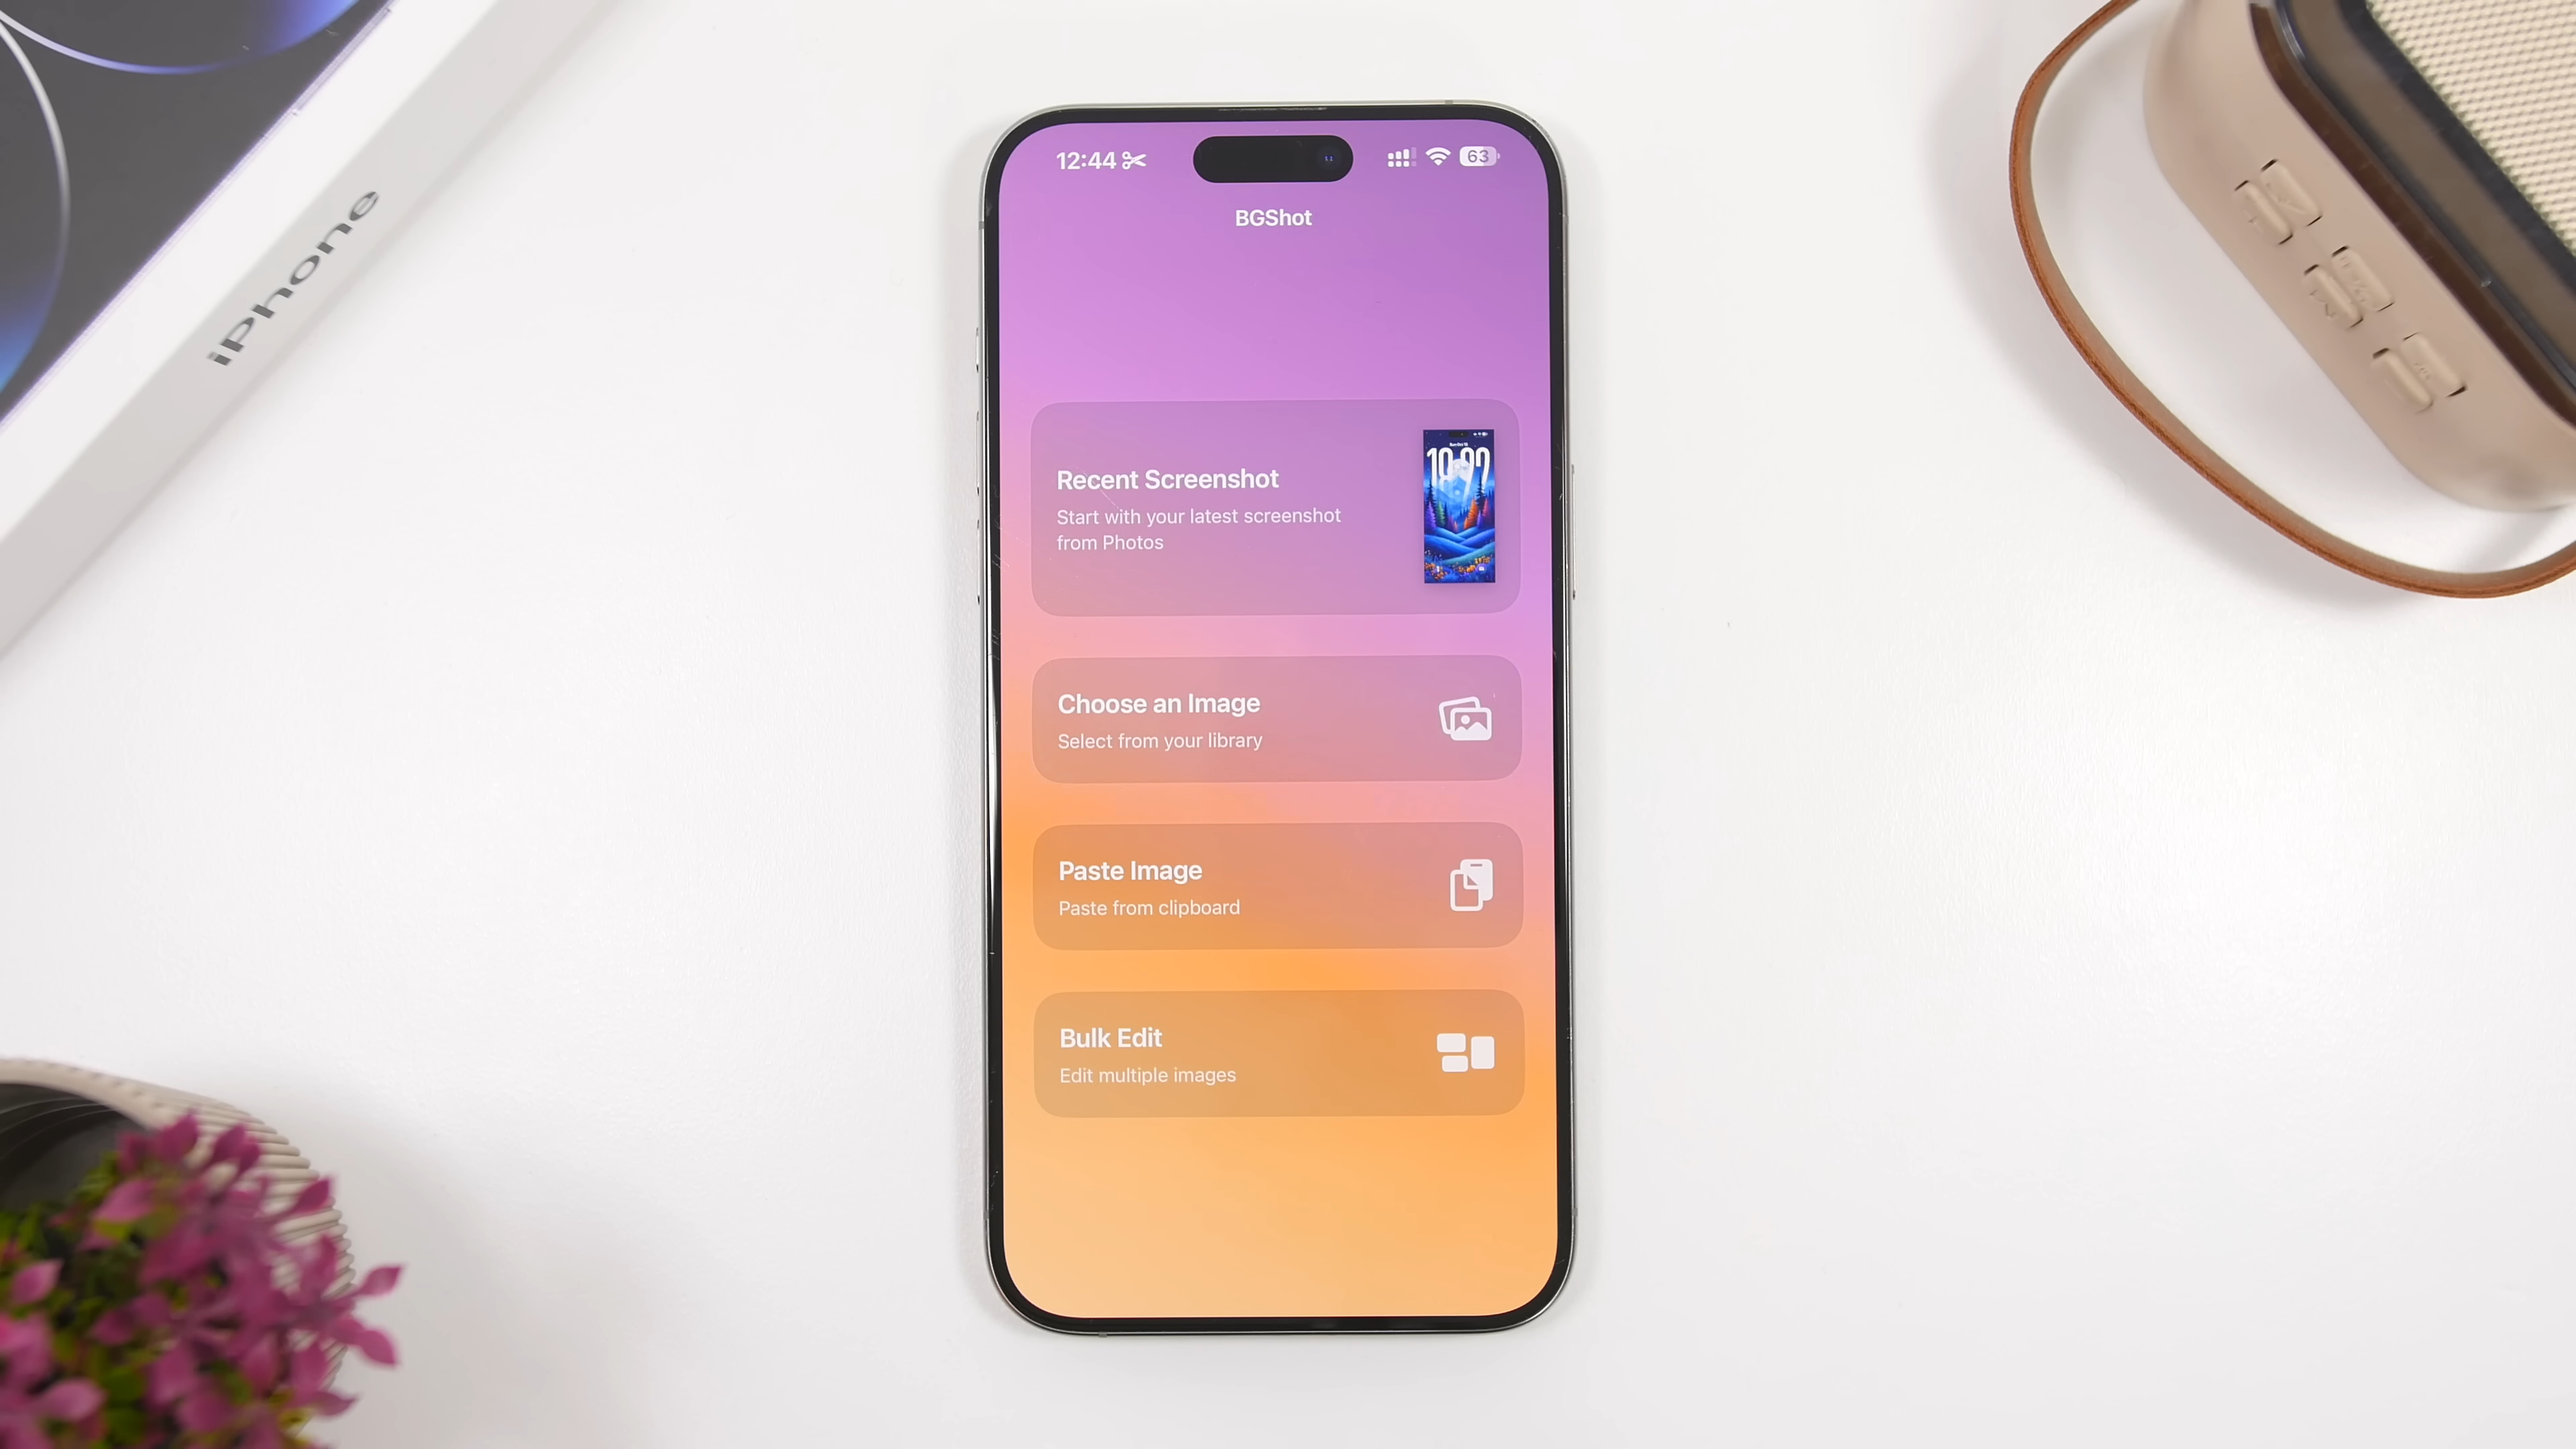 iPhone
12:44
63
BGShot
Recent Screenshot
Start with your latest screenshot
from Photos
Choose an Image
Select from your library
Paste Image
Paste from clipboard
Bulk Edit
Edit multiple images